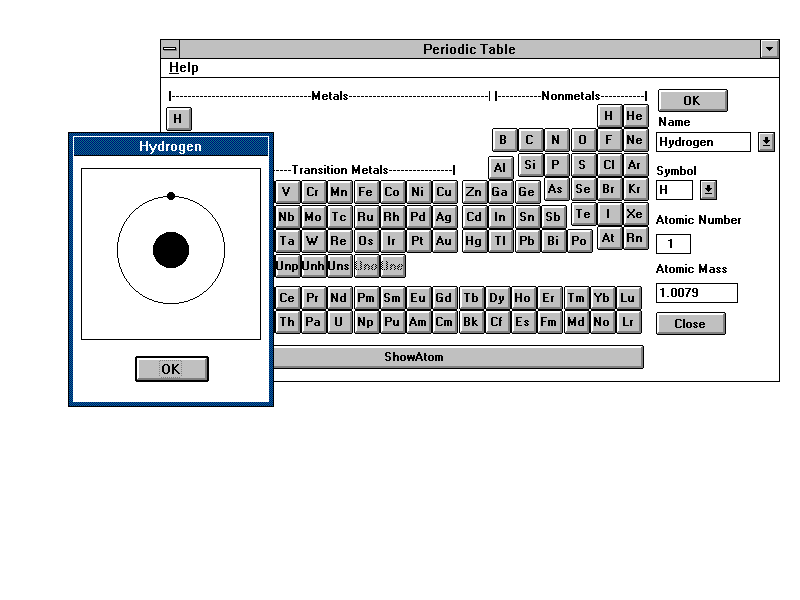 Periodic Table
Help
|---Metals---| |---Nonmetals---|
OK
H
H He
Name
Hydrogen
B C N O F Ne
Hydrogen
Symbol
H
---Transition Metals---|
Al Si P S Cl Ar
V Cr Mn Fe Co Ni Cu Zn Ga Ge As Se Br Kr
Nb Mo Tc Ru Rh Pd Ag Cd In Sn Sb Te I Xe
Atomic Number
1
Ta W Re Os Ir Pt Au Hg Tl Pb Bi Po At Rn
Unp Unh Uns Uno Une
Atomic Mass
1.0079
Ce Pr Nd Pm Sm Eu Gd Tb Dy Ho Er Tm Yb Lu
Th Pa U Np Pu Am Cm Bk Cf Es Fm Md No Lr
Close
ShowAtom
OK